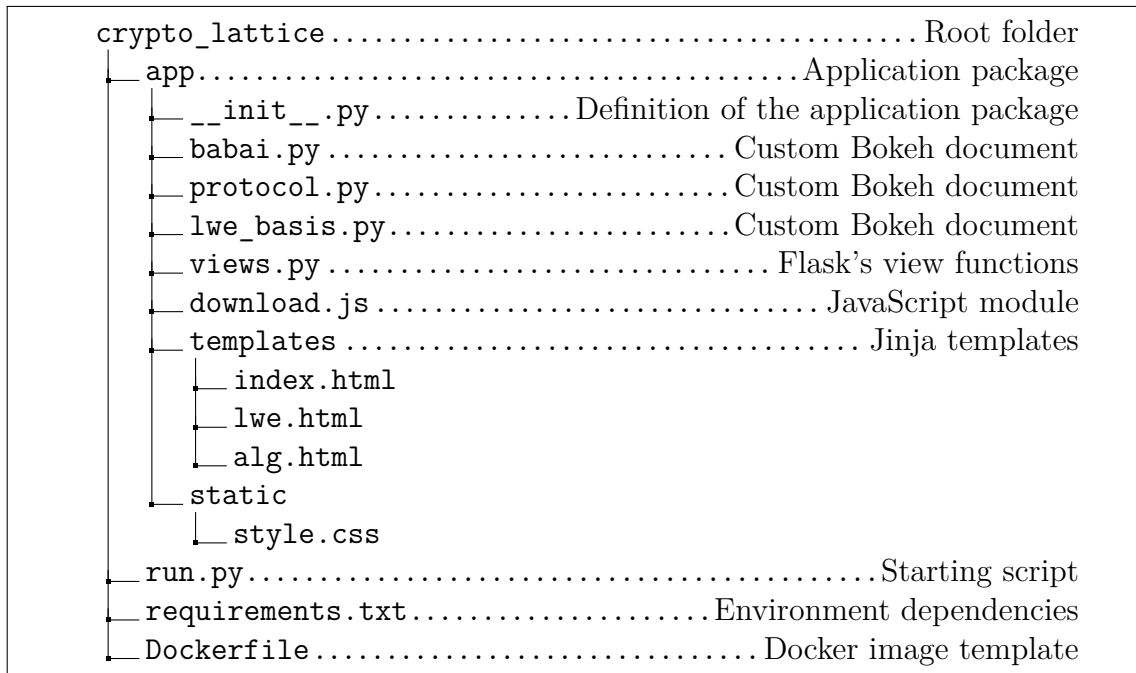 crypto_lattice........................................Root folder
app........................................Application package
__init__.py..............Definition of the application package
babai.py............................Custom Bokeh document
protocol.py.........................Custom Bokeh document
lwe_basis.py........................Custom Bokeh document
views.py...............................Flask's view functions
download.js...............................JavaScript module
templates....................................Jinja templates
index.html
lwe.html
alg.html
static
style.css
run.py............................................Starting script
requirements.txt.....................Environment dependencies
Dockerfile...............................Docker image template